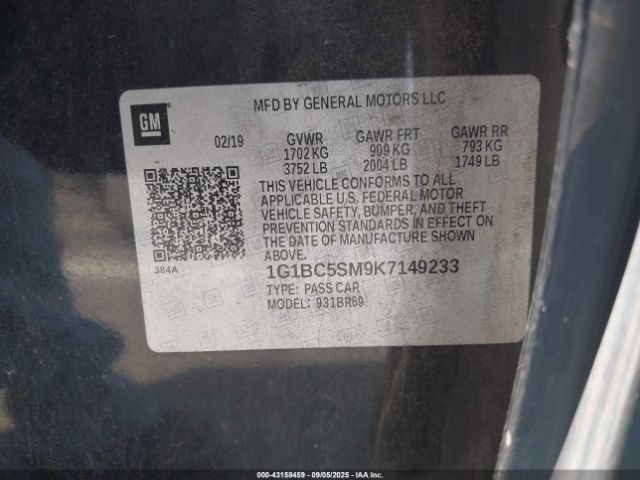 MFD BY GENERAL MOTORS LLC
GM
02/19 GVWR GAWR FRT GAWR RR
1702 KG 909 KG 793 KG
3752 LB 2004 LB 1749 LB
THIS VEHICLE CONFORMS TO ALL
APPLICABLE U.S. FEDERAL MOTOR
VEHICLE SAFETY, BUMPER, AND THEFT
PREVENTION STANDARDS IN EFFECT ON
THE DATE OF MANUFACTURE SHOWN
ABOVE.
384A
1G1BC5SM9K7149233
TYPE: PASS CAR
MODEL: 931BR69
000-43158459 - 09/05/2025 - IAAI.COM